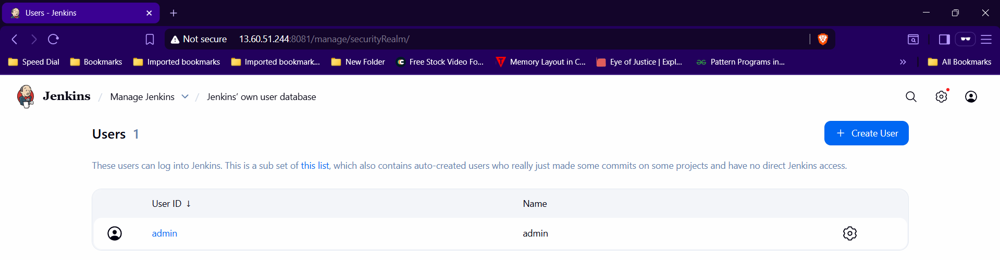 Users - Jenkins
Not secure 13.60.51.244:8081/manage/securityRealm/
Speed Dial Bookmarks Imported bookmarks Imported bookmark... New Folder Free Stock Video Fo... Memory Layout in C... Eye of Justice | Expl... Pattern Programs in... » All Bookmarks
Jenkins / Manage Jenkins / Jenkins' own user database
Users 1
+ Create User
These users can log into Jenkins. This is a sub set of this list, which also contains auto-created users who really just made some commits on some projects and have no direct Jenkins access.
User ID ↓ Name
admin admin